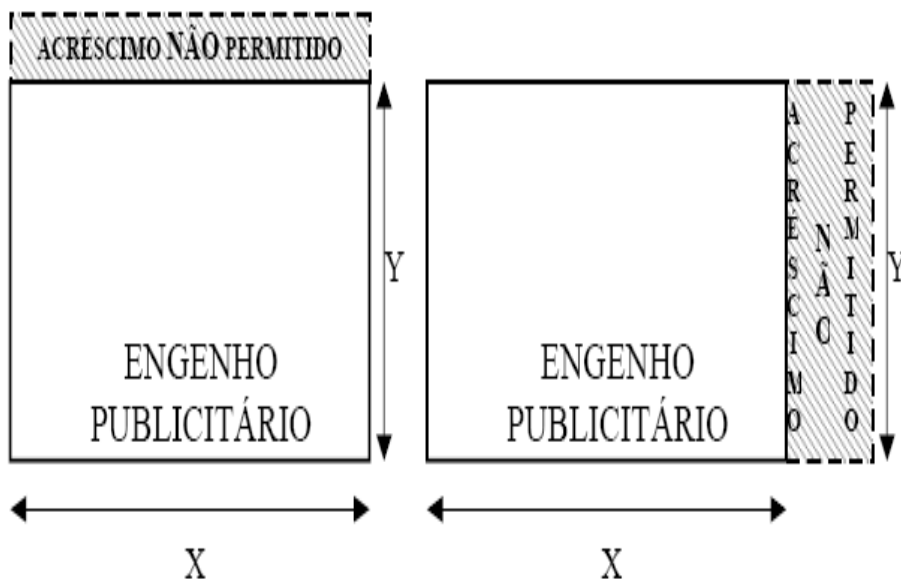 ACRÉSCIMO NÃO PERMITIDO
Y
ENGENHO
PUBLICITÁRIO
X
ACRÉSCIMO
NÃO
PERMITIDO
Y
ENGENHO
PUBLICITÁRIO
X